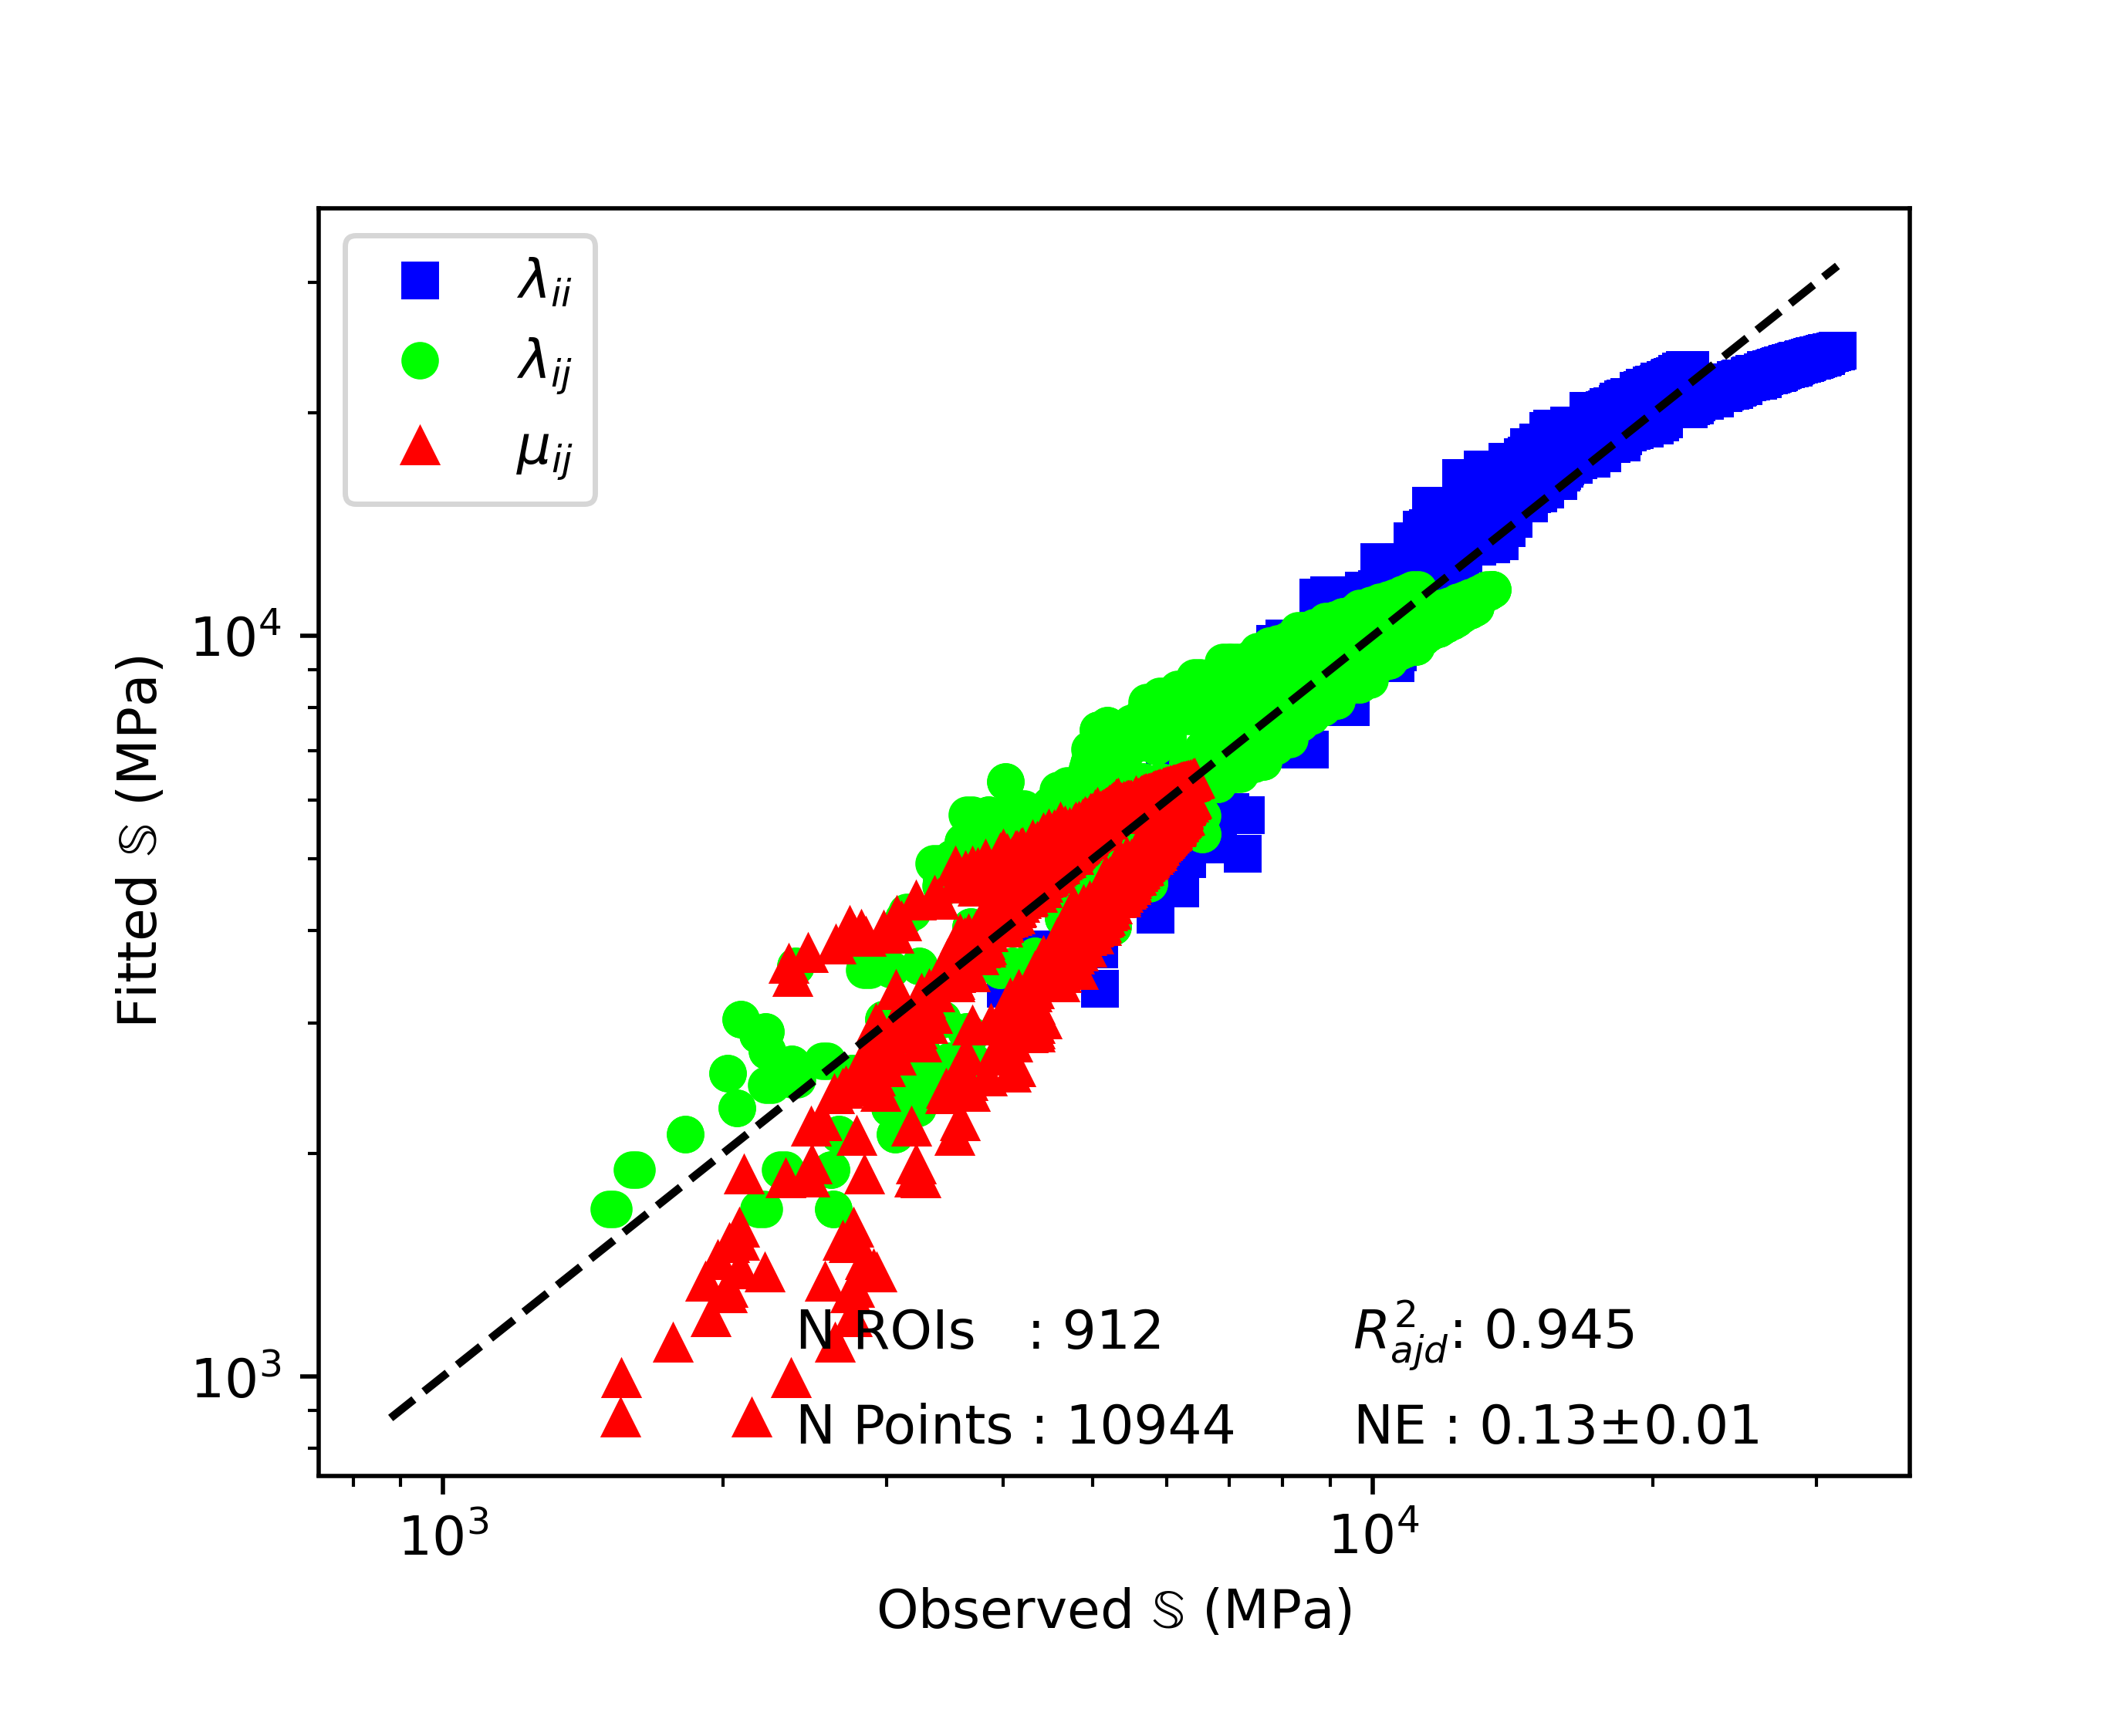 λii
λij
μij
10⁴
10³
Fitted 𝕊 (MPa)
N ROIs : 912
R²ajd: 0.945
N Points : 10944
NE : 0.13±0.01
10³
10⁴
Observed 𝕊 (MPa)